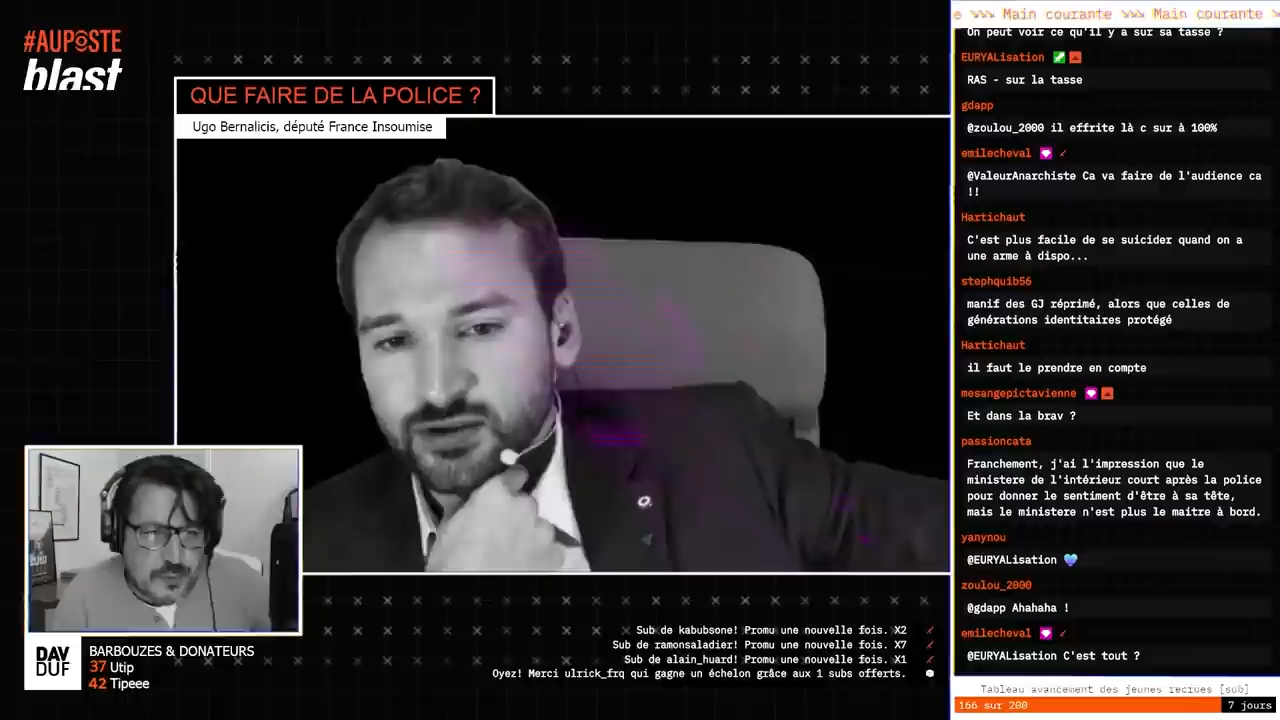 #AUPOSTE
blast
QUE FAIRE DE LA POLICE ?
Ugo Bernalicis, député France Insoumise
DAV
DUF
BARBOUZES & DONATEURS
37 Utip
42 Tipeee
Sub de kabubsone! Promu une nouvelle fois. X2
Sub de ramonsaladier! Promu une nouvelle fois. X7
Sub de alain_huard! Promu une nouvelle fois. X1
Oyez! Merci ulrick_frq qui gagne un échelon grâce aux 1 subs offerts.
e >>> Main courante >>> Main courante >
On peut voir ce qu'il y a sur sa tasse ?
EURYALisation
RAS - sur la tasse
gdapp
@zoulou_2000 il effrite là c sur à 100%
emilecheval
@ValeurAnarchiste Ca va faire de l'audience ca
!!
Hartichaut
C'est plus facile de se suicider quand on a
une arme à dispo...
stephquib56
manif des GJ réprimé, alors que celles de
générations identitaires protégé
Hartichaut
il faut le prendre en compte
mesangepictavienne
Et dans la brav ?
passioncata
Franchement, j'ai l'impression que le
ministere de l'intérieur court après la police
pour donner le sentiment d'être à sa tête,
mais le ministere n'est plus le maitre à bord.
yanynou
@EURYALisation 💙
zoulou_2000
@gdapp Ahahaha !
emilecheval
@EURYALisation C'est tout ?
Tableau avancement des jeunes recrues [sub]
166 sur 200
7 jours